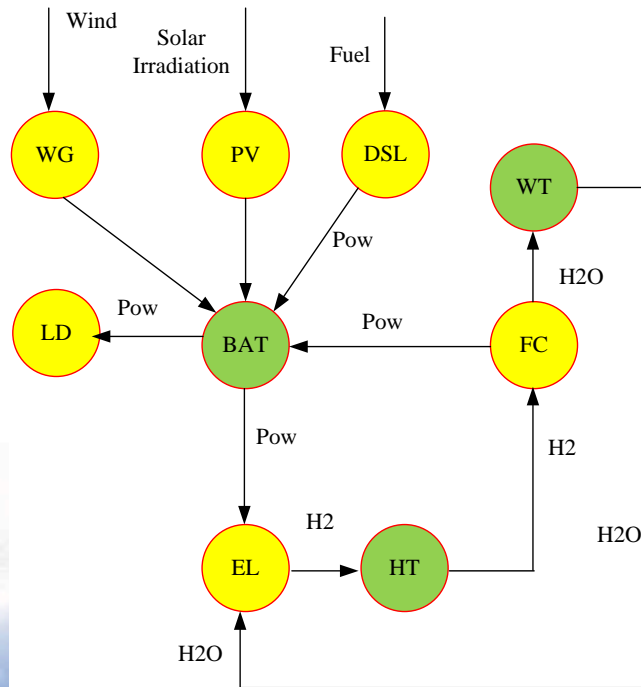 Wind
Solar
Irradiation
Fuel
WG
PV
DSL
WT
Pow
H2O
Pow
Pow
LD
BAT
FC
Pow
H2
H2
H2O
EL
HT
H2O